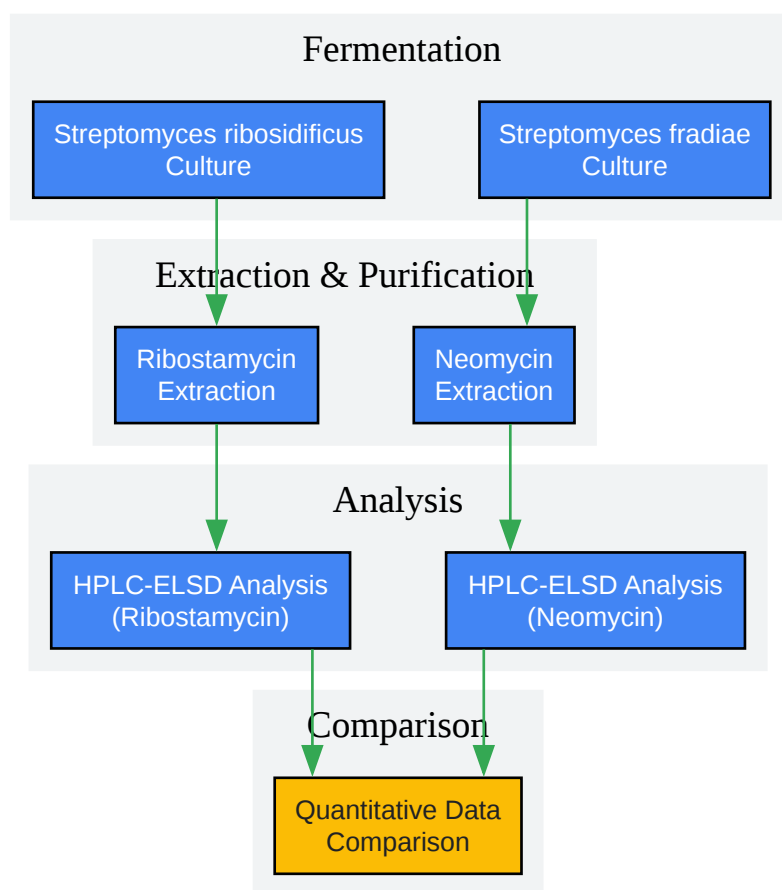 Fermentation
Streptomyces ribosidificus
Culture
Streptomyces fradiae
Culture
Extraction & Purification
Ribostamycin
Extraction
Neomycin
Extraction
Analysis
HPLC-ELSD Analysis
(Ribostamycin)
HPLC-ELSD Analysis
(Neomycin)
Comparison
Quantitative Data
Comparison